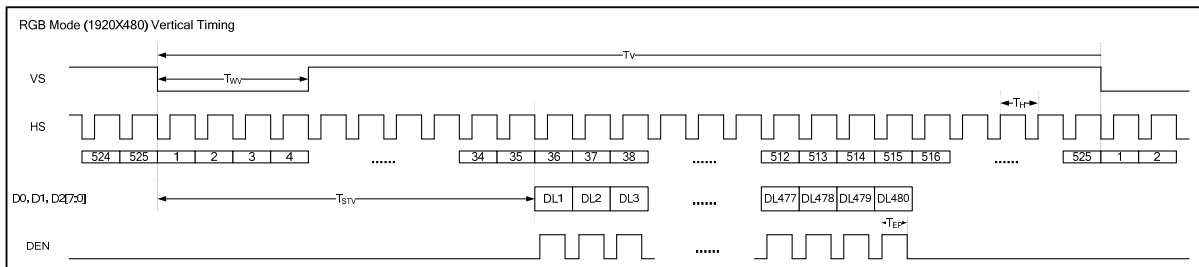 RGB Mode (1920X480) Vertical Timing
Tv
VS
TWV
HS
TH
524 525 1 2 3 4 ...... 34 35 36 37 38 ...... 512 513 514 515 516 ...... 525 1 2
D0, D1, D2[7:0]
TSTV
DL1 DL2 DL3 ...... DL477 DL478 DL479 DL480
TEP
DEN
......